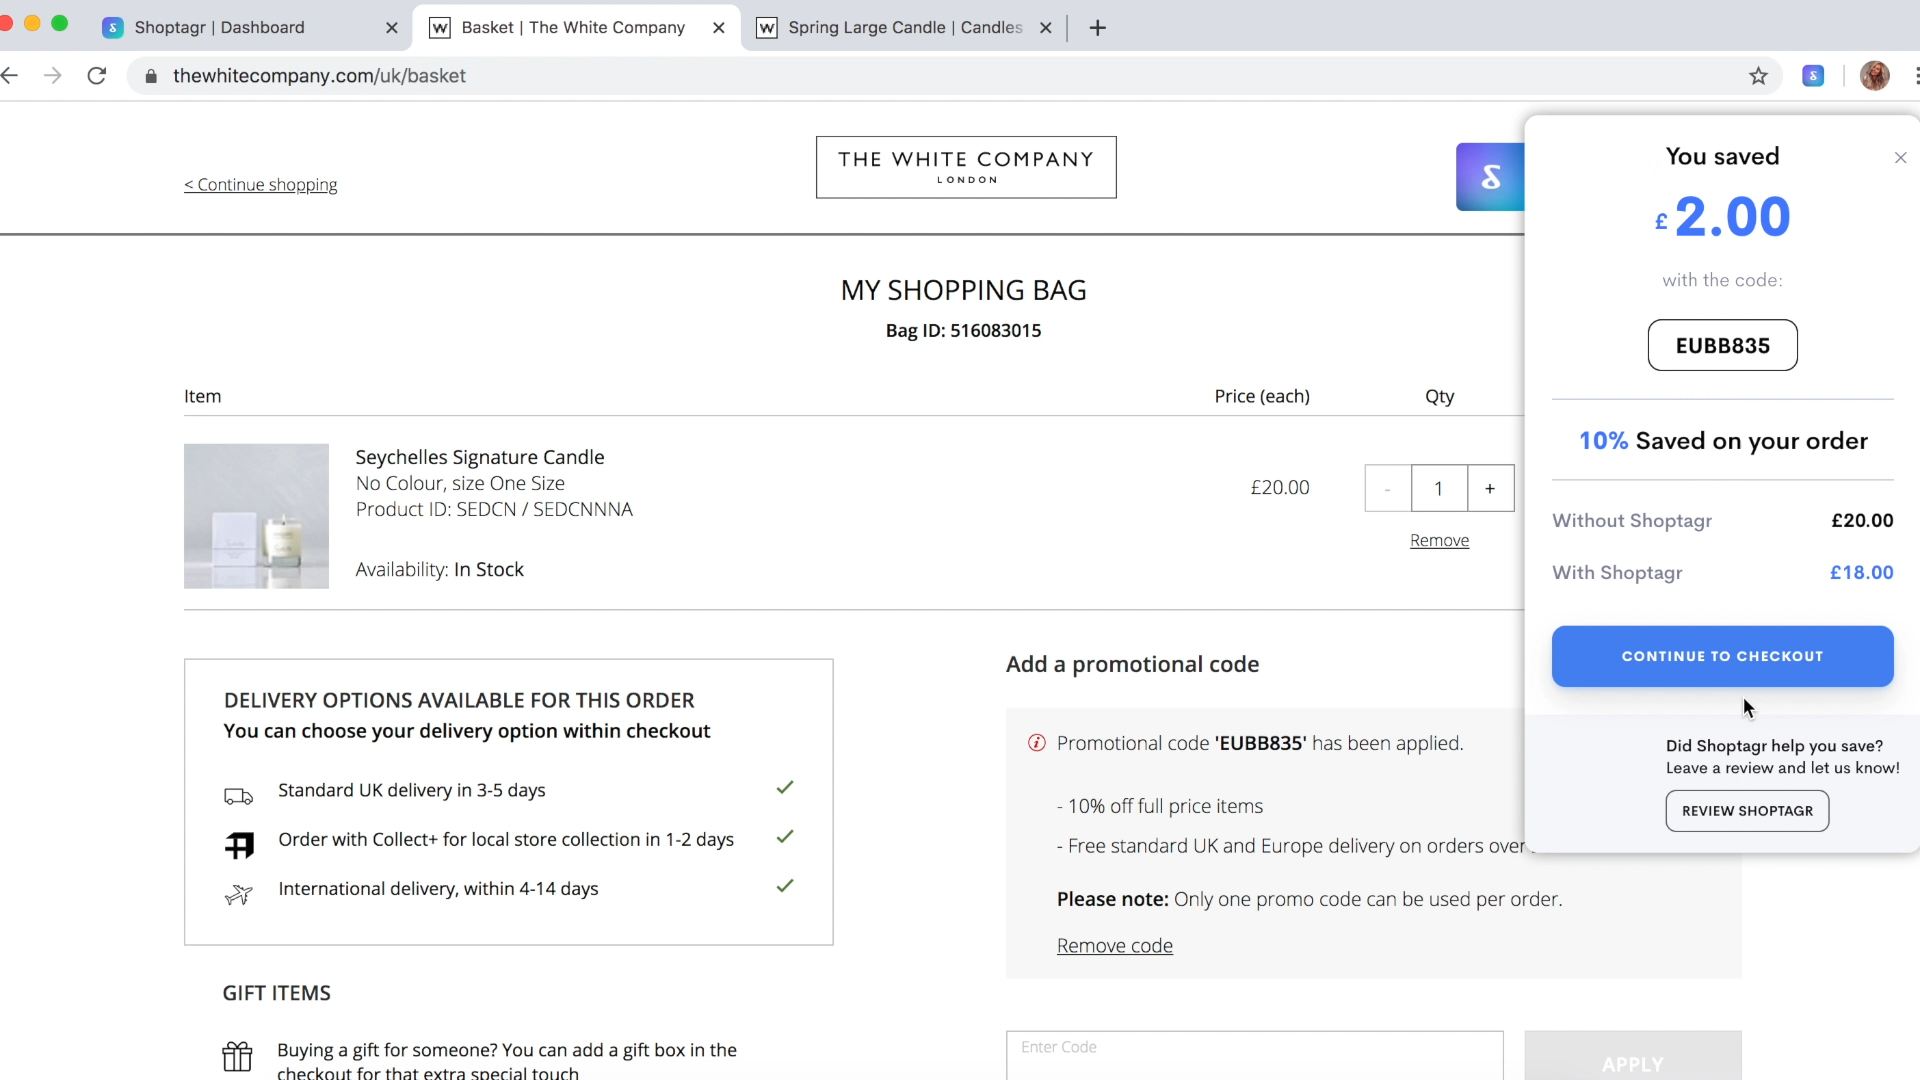 Shoptagr | Dashboard
Basket | The White Company
Spring Large Candle | Candles
thewhitecompany.com/uk/basket
< Continue shopping
THE WHITE COMPANY
LONDON
MY SHOPPING BAG
Bag ID: 516083015
Item
Price (each)
Qty
Seychelles Signature Candle
No Colour, size One Size
Product ID: SEDCN / SEDCNNNA
Availability: In Stock
£20.00
- 1 +
Remove
DELIVERY OPTIONS AVAILABLE FOR THIS ORDER
You can choose your delivery option within checkout
Standard UK delivery in 3-5 days
Order with Collect+ for local store collection in 1-2 days
International delivery, within 4-14 days
GIFT ITEMS
Buying a gift for someone? You can add a gift box in the
checkout for that extra special touch
Add a promotional code
Promotional code 'EUBB835' has been applied.
- 10% off full price items
- Free standard UK and Europe delivery on orders over
Please note: Only one promo code can be used per order.
Remove code
Enter Code
APPLY
You saved
£ 2.00
with the code:
EUBB835
10% Saved on your order
Without Shoptagr £20.00
With Shoptagr £18.00
CONTINUE TO CHECKOUT
Did Shoptagr help you save?
Leave a review and let us know!
REVIEW SHOPTAGR